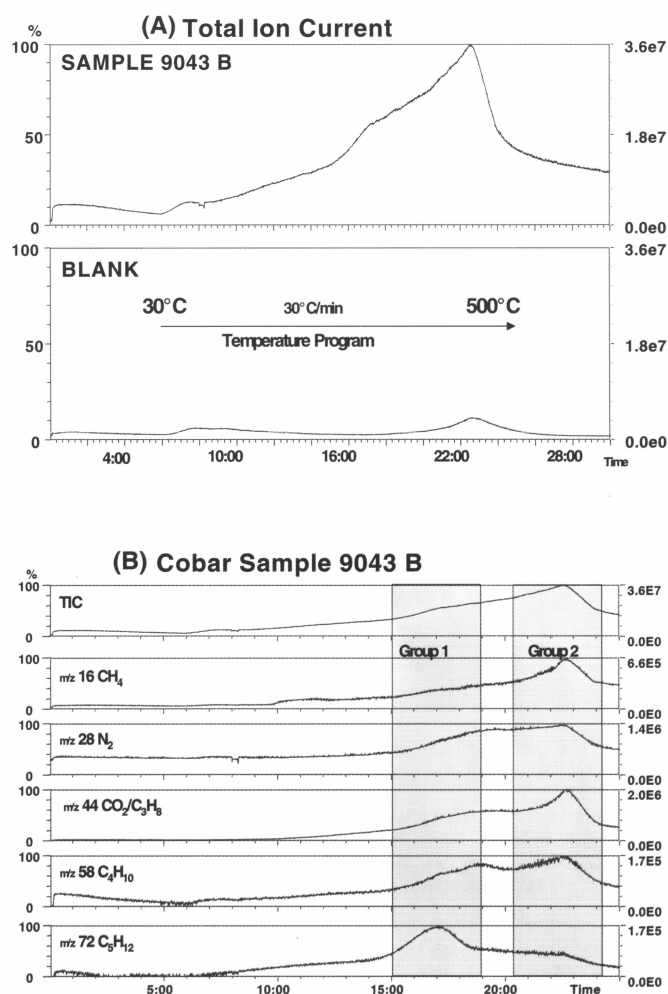 (A) Total Ion Current
%
100
SAMPLE 9043 B
3.6e7
50
1.8e7
0
0.0e0
100
BLANK
3.6e7
30°C 30°C/min 500°C
Temperature Program
50
1.8e7
0
0.0e0
4:00 10:00 16:00 22:00 28:00 Time
(B) Cobar Sample 9043 B
%
100
TIC
3.6E7
0
0.0E0
Group 1 Group 2
100
m/z 16 CH₄
6.6E5
0
0.0E0
100
m/z 28 N₂
1.4E6
0
0.0E0
100
m/z 44 CO₂/C₃H₈
2.0E6
0
0.0E0
100
m/z 58 C₄H₁₀
1.7E5
0
0.0E0
100
m/z 72 C₅H₁₂
1.7E5
0
0.0E0
5:00 10:00 15:00 20:00 Time